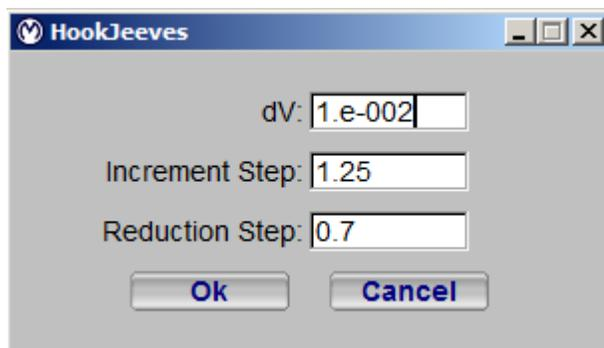 HookJeeves
dV: 1.e-002
Increment Step: 1.25
Reduction Step: 0.7
Ok Cancel